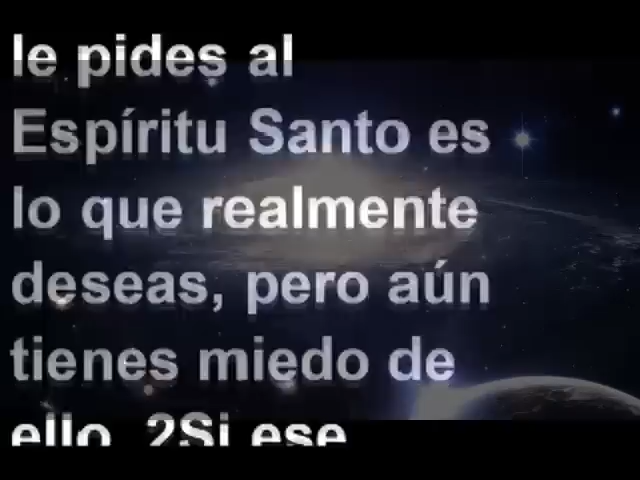 le pides al
Espíritu Santo es
lo que realmente
deseas, pero aún
tienes miedo de
ello. 2Si ese